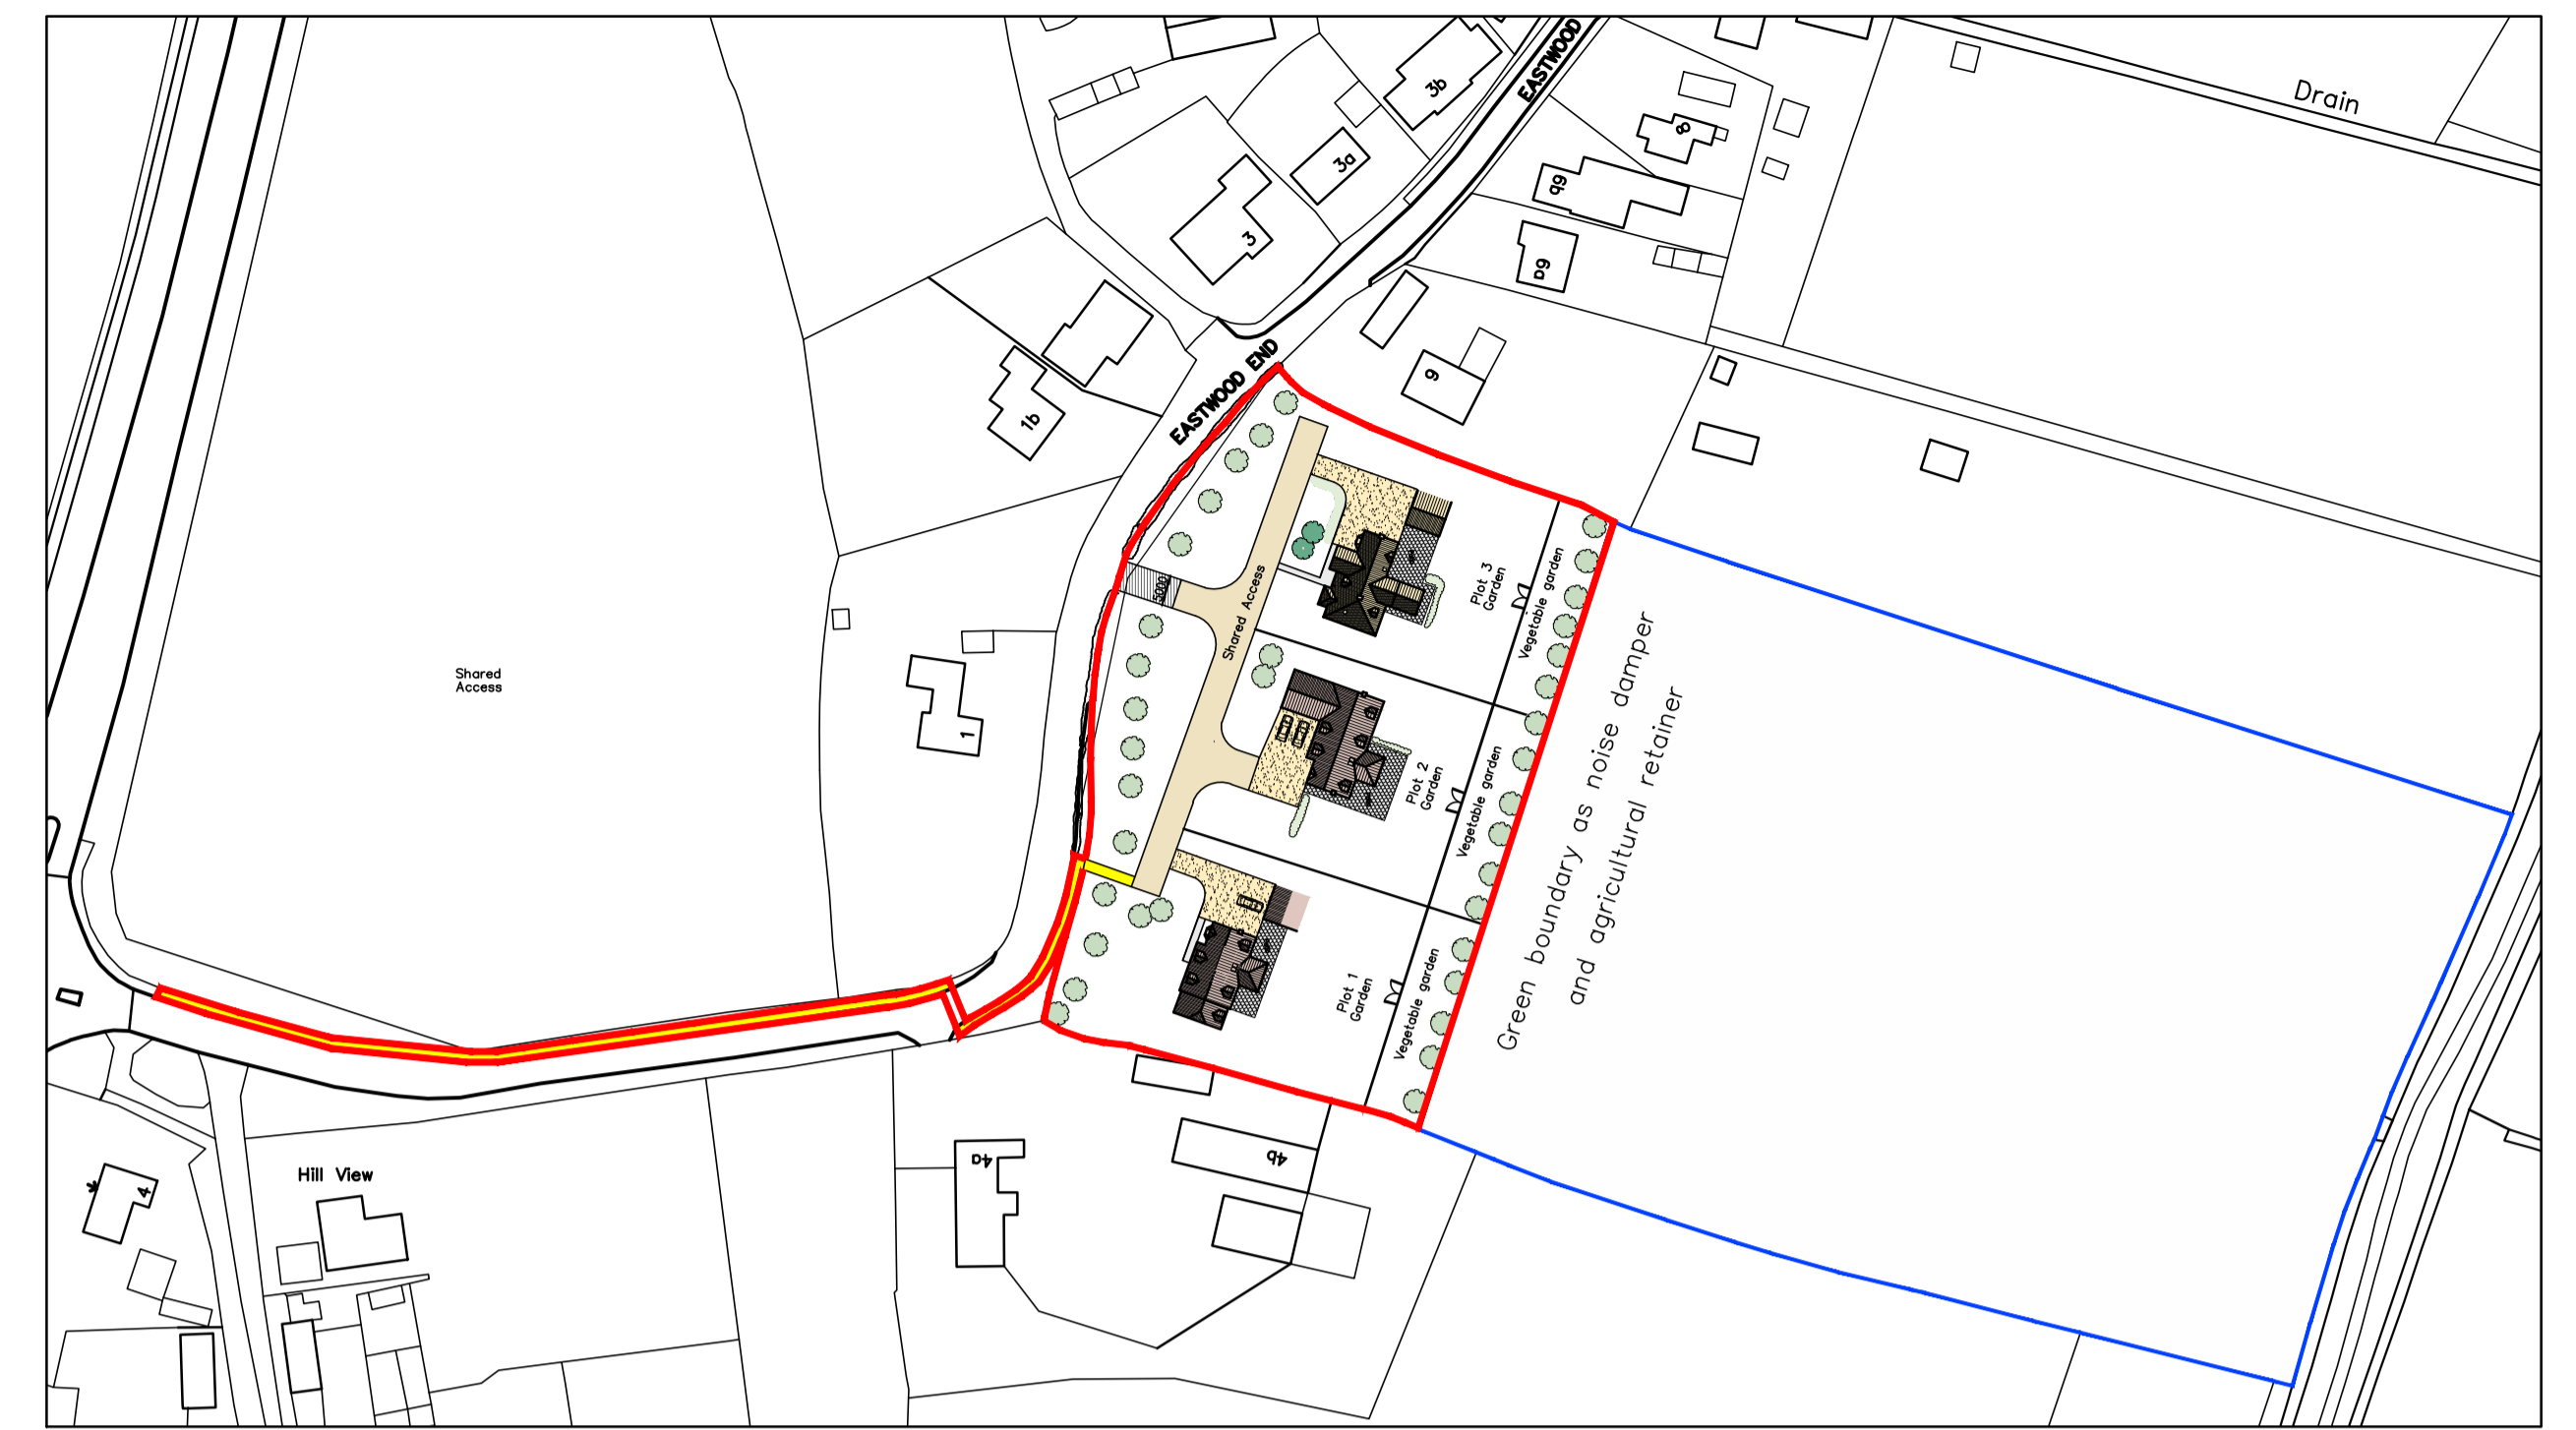 EASTWOOD
Drain
3b
8
3a
6b
3
6a
EASTWOOD END
6
1b
5000
Shared Access
Plot 3
Garden
Vegetable garden
Shared
Access
1
Plot 2
Garden
Vegetable garden
Green boundary as noise damper
and agricultural retainer
Plot 1
Garden
Vegetable garden
4a
4b
Hill View
4